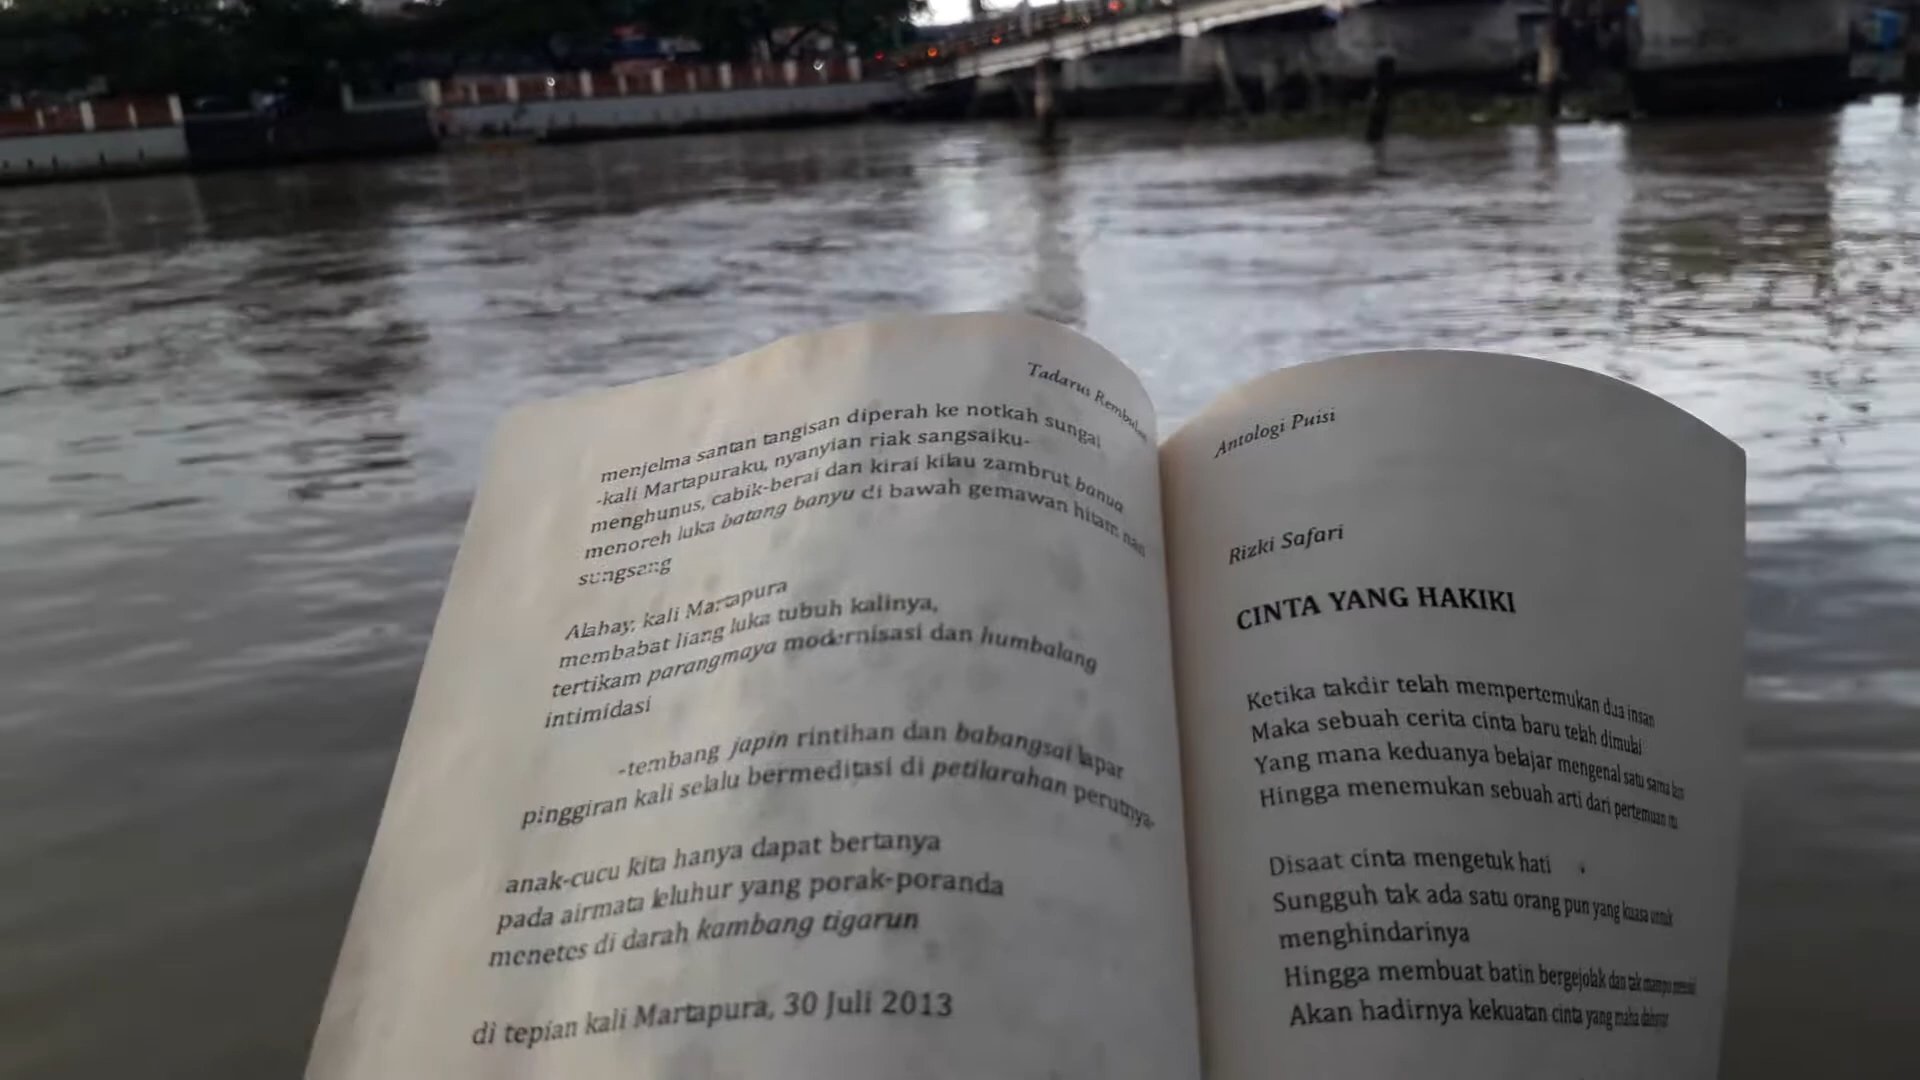 Tadarus Rembulan
menjelma santan tangisan diperah ke notkah sungai
-kali Martapuraku, nyanyian riak sangsaiku-
menghunus, cabik-berai dan kirai kilau zambrut banua
menoreh luka batang banyu di bawah gemawan hitam nan
sungsang
Alahay, kali Martapura
membabat liang luka tubuh kalinya,
tertikam parangmaya modernisasi dan humbalang
intimidasi
-tembang japin rintihan dan babangsai lapar
pinggiran kali selalu bermeditasi di petilarahan perutnya-
anak-cucu kita hanya dapat bertanya
pada airmata leluhur yang porak-poranda
menetes di darah kambang tigarun
di tepian kali Martapura, 30 Juli 2013
Antologi Puisi
Rizki Safari
CINTA YANG HAKIKI
Ketika takdir telah mempertemukan dua insan
Maka sebuah cerita cinta baru telah dimulai
Yang mana keduanya belajar mengenal satu sama lain
Hingga menemukan sebuah arti dari pertemuan itu
Disaat cinta mengetuk hati
Sungguh tak ada satu orang pun yang kuasa untuk
menghindarinya
Hingga membuat batin bergejolak dan tak mampu
Akan hadirnya kekuatan cinta yang maha